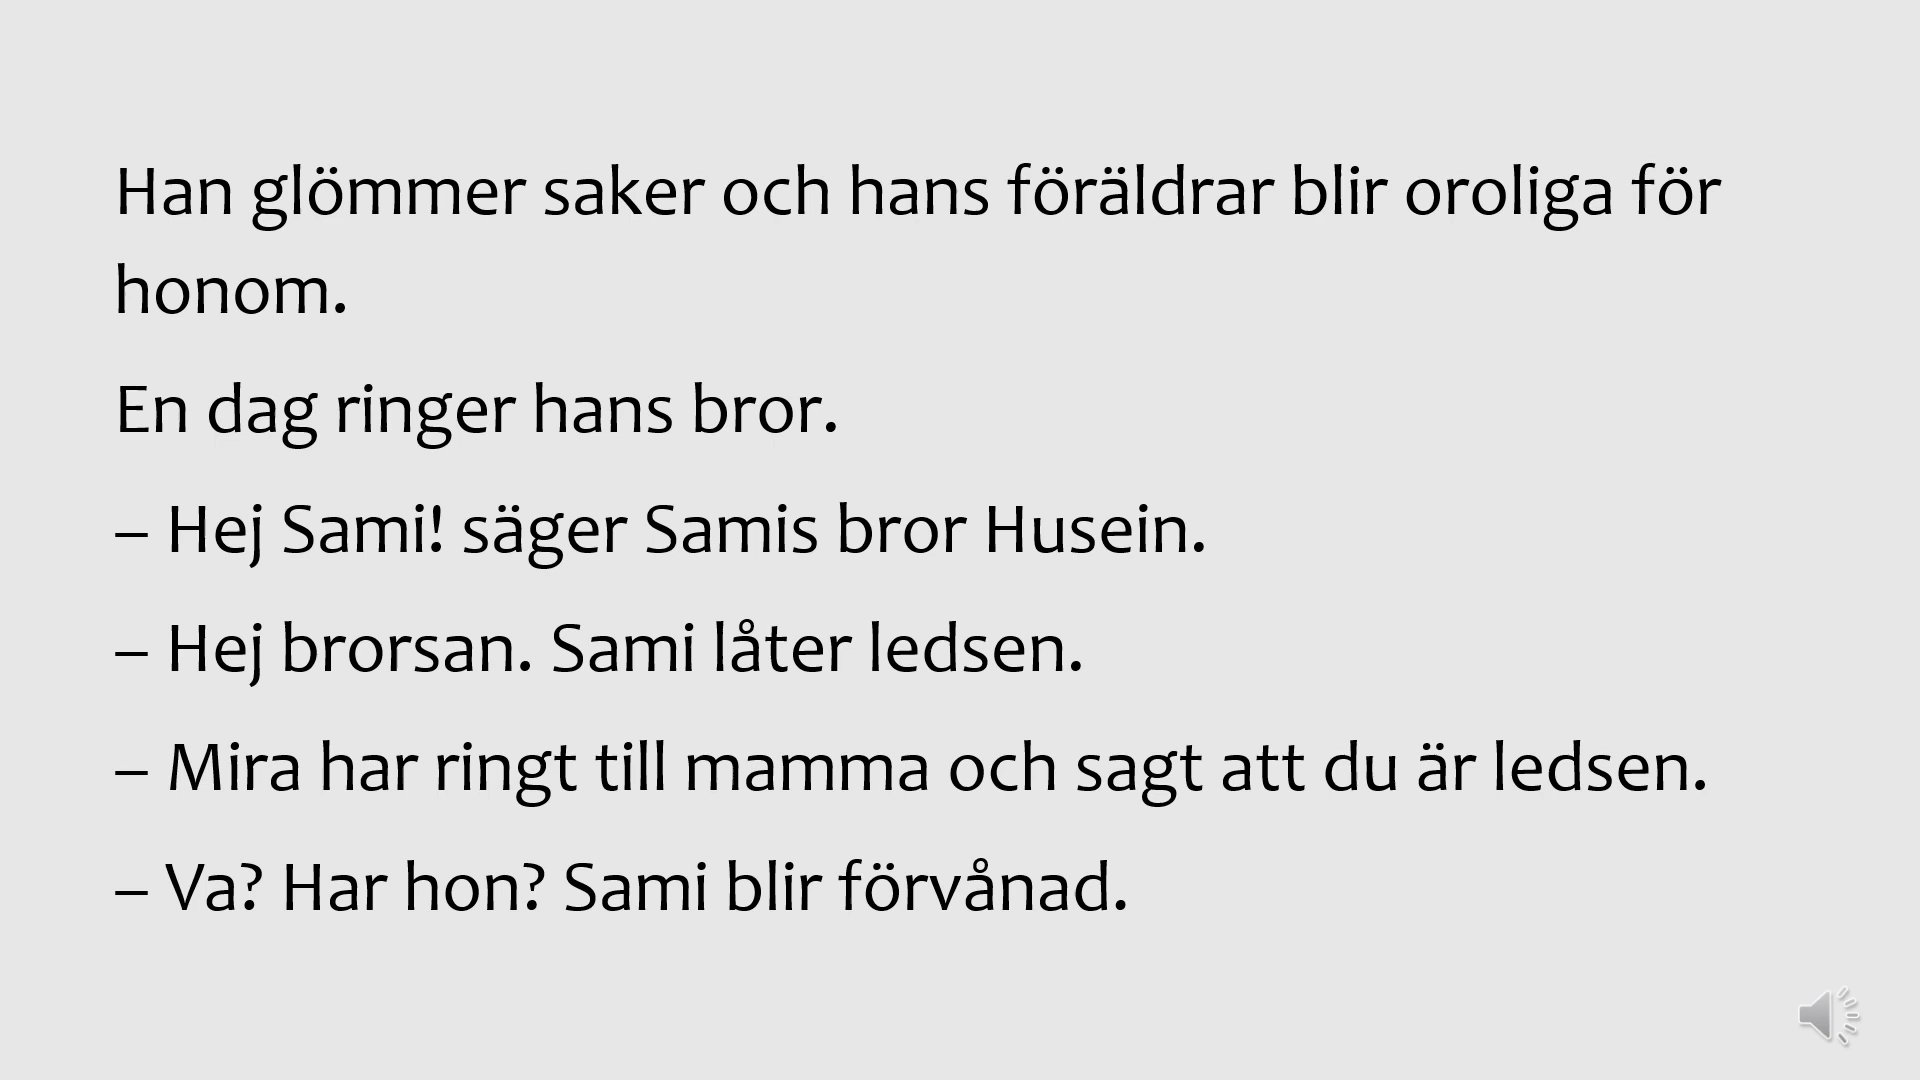 Han glömmer saker och hans föräldrar blir oroliga för
honom.
En dag ringer hans bror.
– Hej Sami! säger Samis bror Husein.
– Hej brorsan. Sami låter ledsen.
– Mira har ringt till mamma och sagt att du är ledsen.
– Va? Har hon? Sami blir förvånad.